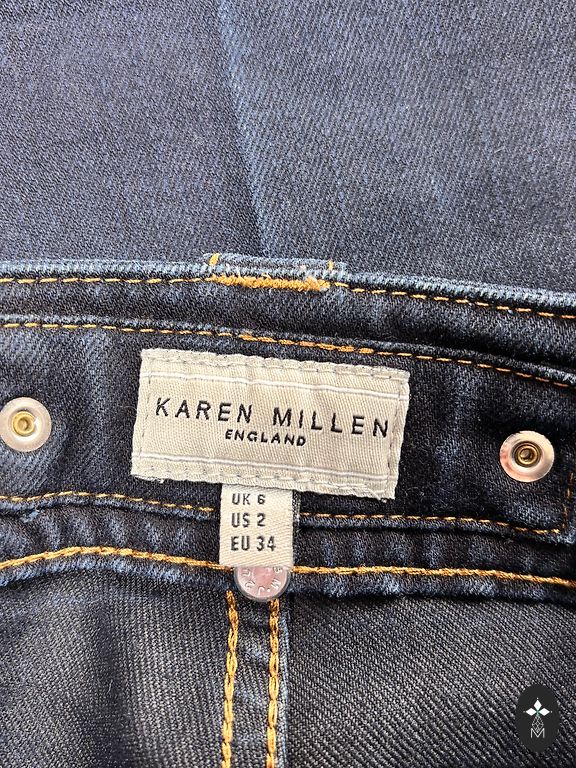 KAREN MILLEN
ENGLAND
UK 6
US 2
EU 34
M